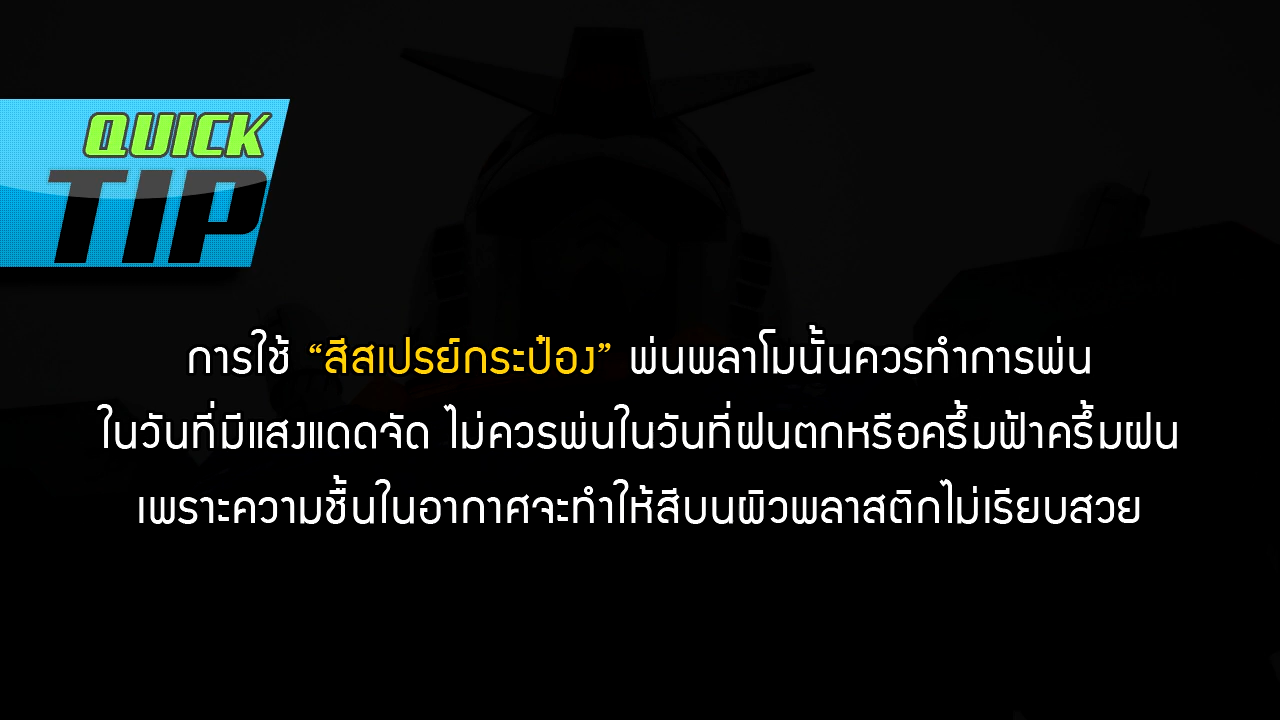 QUICK
TIP
การใช้ “สีสเปรย์กระป๋อง” พ่นพลาโมนั้นควรทำการพ่น
ในวันที่มีแสงแดดจัด ไม่ควรพ่นในวันที่ฝนตกหรือครึ้มฟ้าครึ้มฝน
เพราะความชื้นในอากาศจะทำให้สีบนผิวพลาสติกไม่เรียบสวย